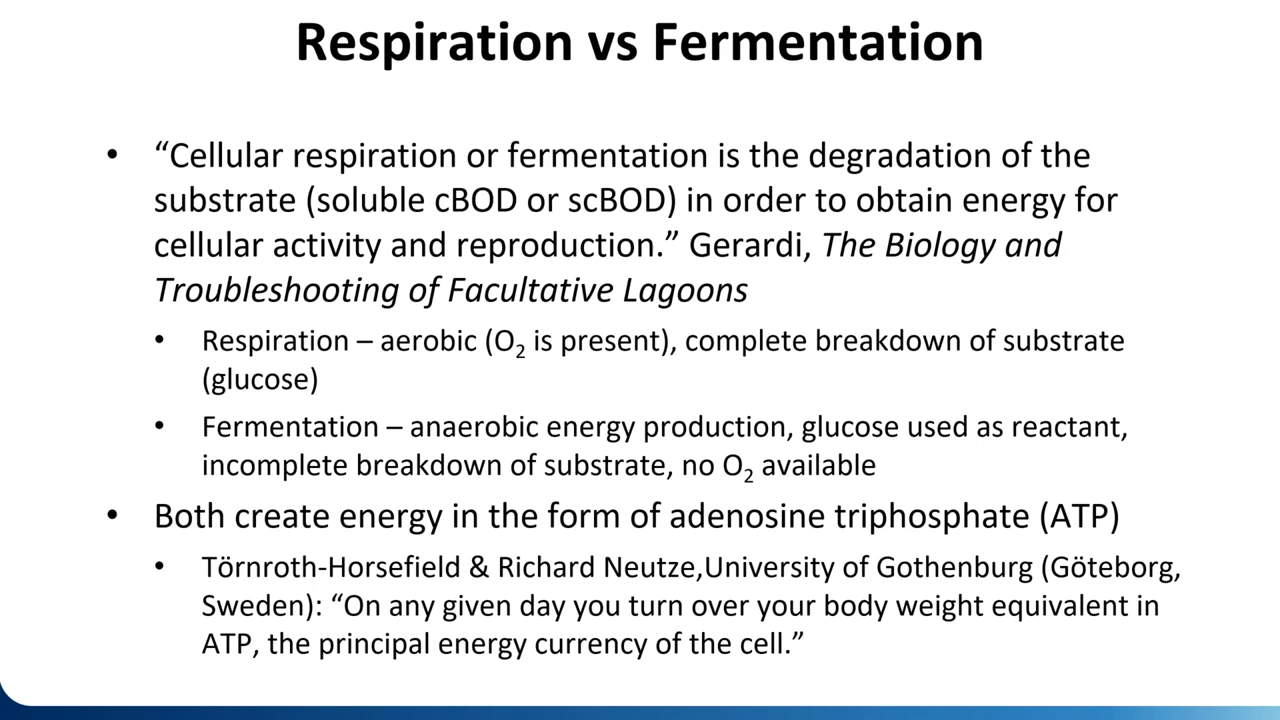 Respiration vs Fermentation
• “Cellular respiration or fermentation is the degradation of the
substrate (soluble cBOD or scBOD) in order to obtain energy for
cellular activity and reproduction.” Gerardi, The Biology and
Troubleshooting of Facultative Lagoons
• Respiration – aerobic (O₂ is present), complete breakdown of substrate
(glucose)
• Fermentation – anaerobic energy production, glucose used as reactant,
incomplete breakdown of substrate, no O₂ available
• Both create energy in the form of adenosine triphosphate (ATP)
• Törnroth-Horsefield & Richard Neutze,University of Gothenburg (Göteborg,
Sweden): “On any given day you turn over your body weight equivalent in
ATP, the principal energy currency of the cell.”